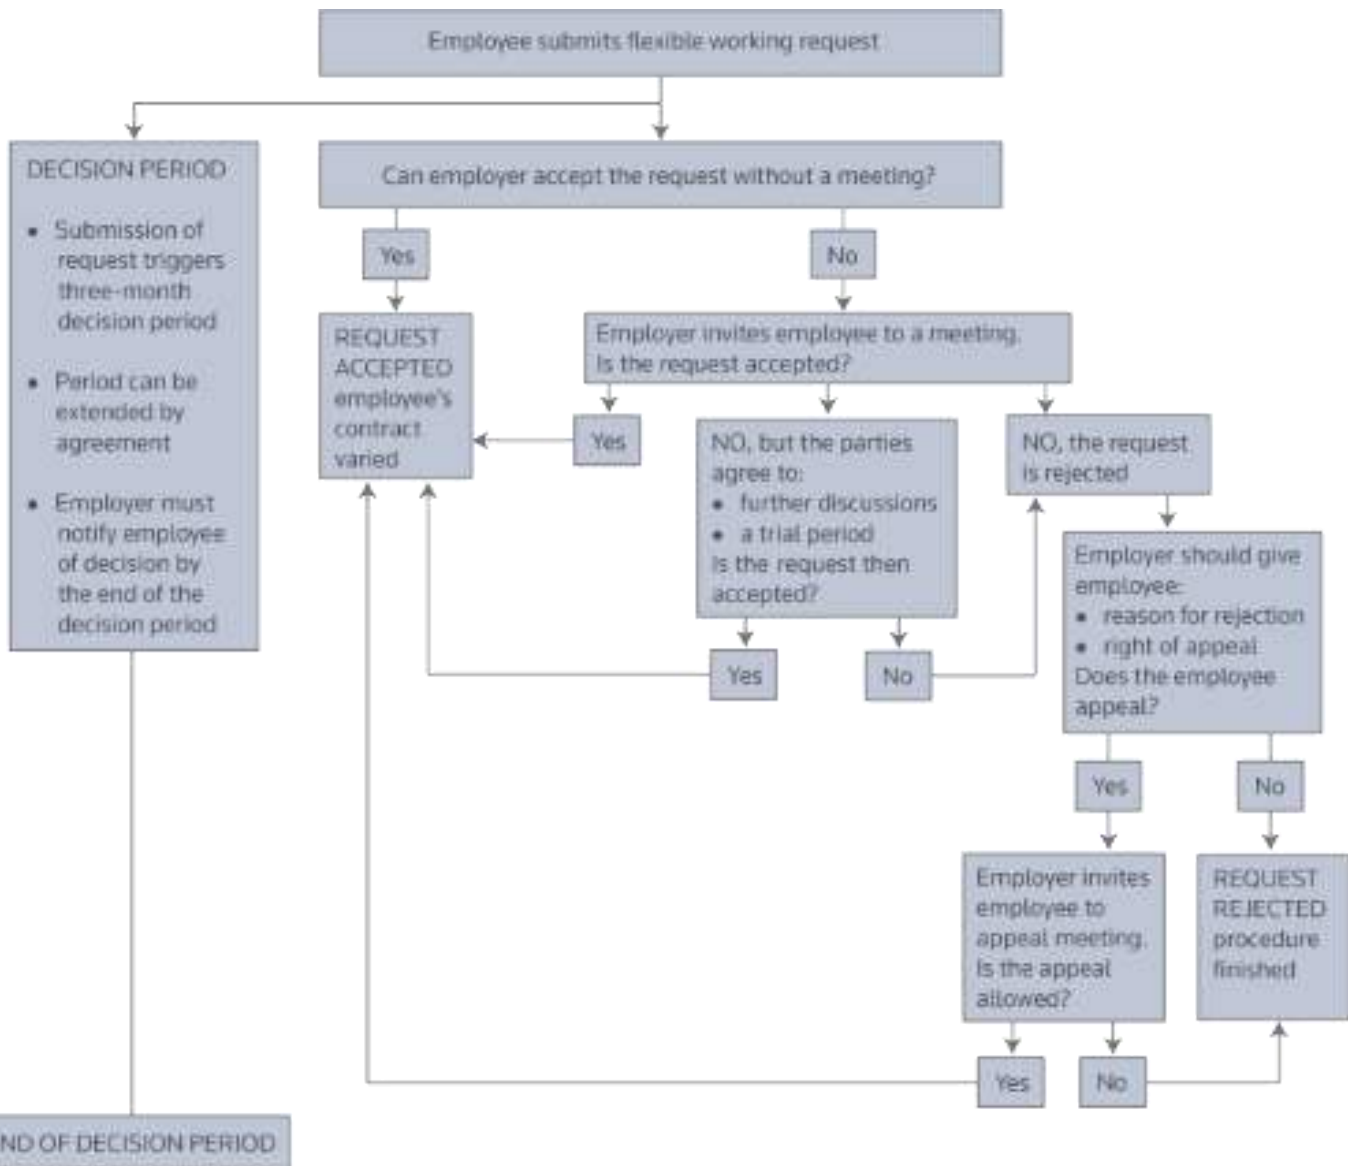 Employee submits flexible working request
DECISION PERIOD
• Submission of
request triggers
three-month
decision period
• Period can be
extended by
agreement
• Employer must
notify employee
of decision by
the end of the
decision period
Can employer accept the request without a meeting?
Yes
No
REQUEST
ACCEPTED
employee's
contract
varied
Employer invites employee to a meeting.
Is the request accepted?
Yes
NO, but the parties
agree to:
• further discussions
• a trial period
Is the request then
accepted?
NO, the request
is rejected
Yes
No
Employer should give
employee:
• reason for rejection
• right of appeal
Does the employee
appeal?
Yes
No
Employer invites
employee to
appeal meeting.
Is the appeal
allowed?
REQUEST
REJECTED
procedure
finished
Yes
No
ND OF DECISION PERIOD